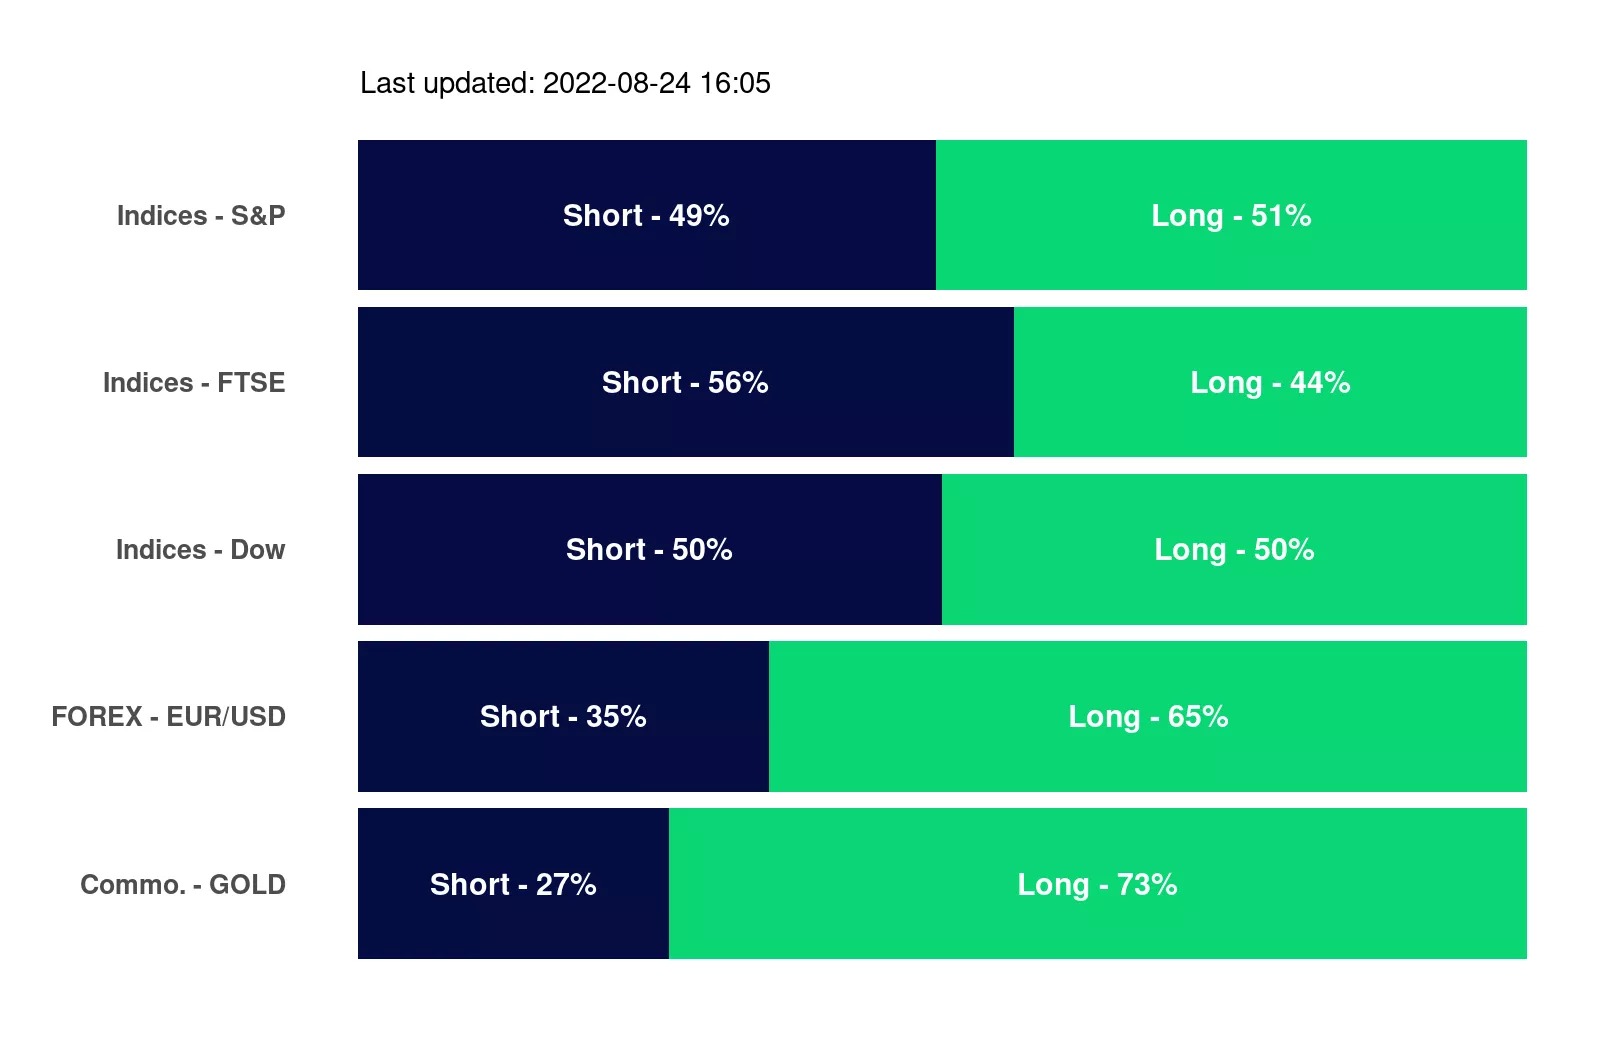 Last updated: 2022-08-24 16:05
Indices - S&P Short - 49% Long - 51%
Indices - FTSE Short - 56% Long - 44%
Indices - Dow Short - 50% Long - 50%
FOREX - EUR/USD Short - 35% Long - 65%
Commo. - GOLD Short - 27% Long - 73%